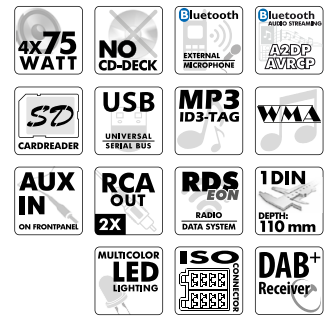 4X75
WATT
NO
CD-DECK
Bluetooth
EXTERNAL
MICROPHONE
Bluetooth
AUDIO STREAMING
A2DP
AVRCP
SD
CARDREADER
USB
UNIVERSAL
SERIAL BUS
MP3
ID3-TAG
WMA
AUX
IN
ON FRONTPANEL
RCA
OUT
2X
RDS
EON
RADIO
DATA SYSTEM
1 DIN
DEPTH:
110 mm
MULTICOLOR
LED
LIGHTING
ISO
CONNECTOR
DAB+
Receiver